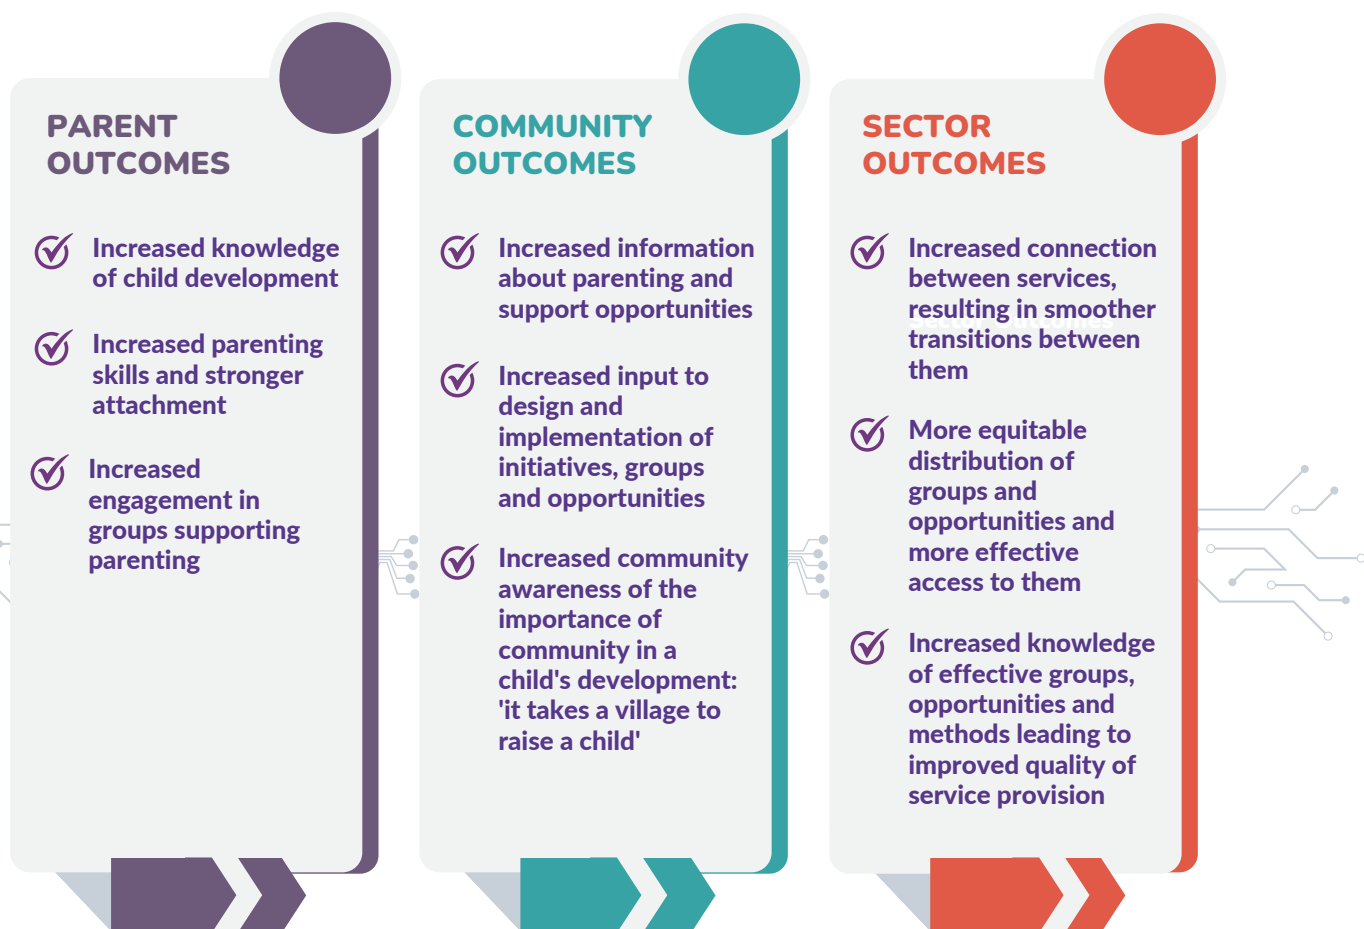 PARENT
OUTCOMES
Increased knowledge
of child development
Increased parenting
skills and stronger
attachment
Increased
engagement in
groups supporting
parenting
COMMUNITY
OUTCOMES
Increased information
about parenting and
support opportunities
Increased input to
design and
implementation of
initiatives, groups
and opportunities
Increased community
awareness of the
importance of
community in a
child's development:
'it takes a village to
raise a child'
SECTOR
OUTCOMES
Increased connection
between services,
resulting in smoother
Sector Outcomes
transitions between
them
More equitable
distribution of
groups and
opportunities and
more effective
access to them
Increased knowledge
of effective groups,
opportunities and
methods leading to
improved quality of
service provision